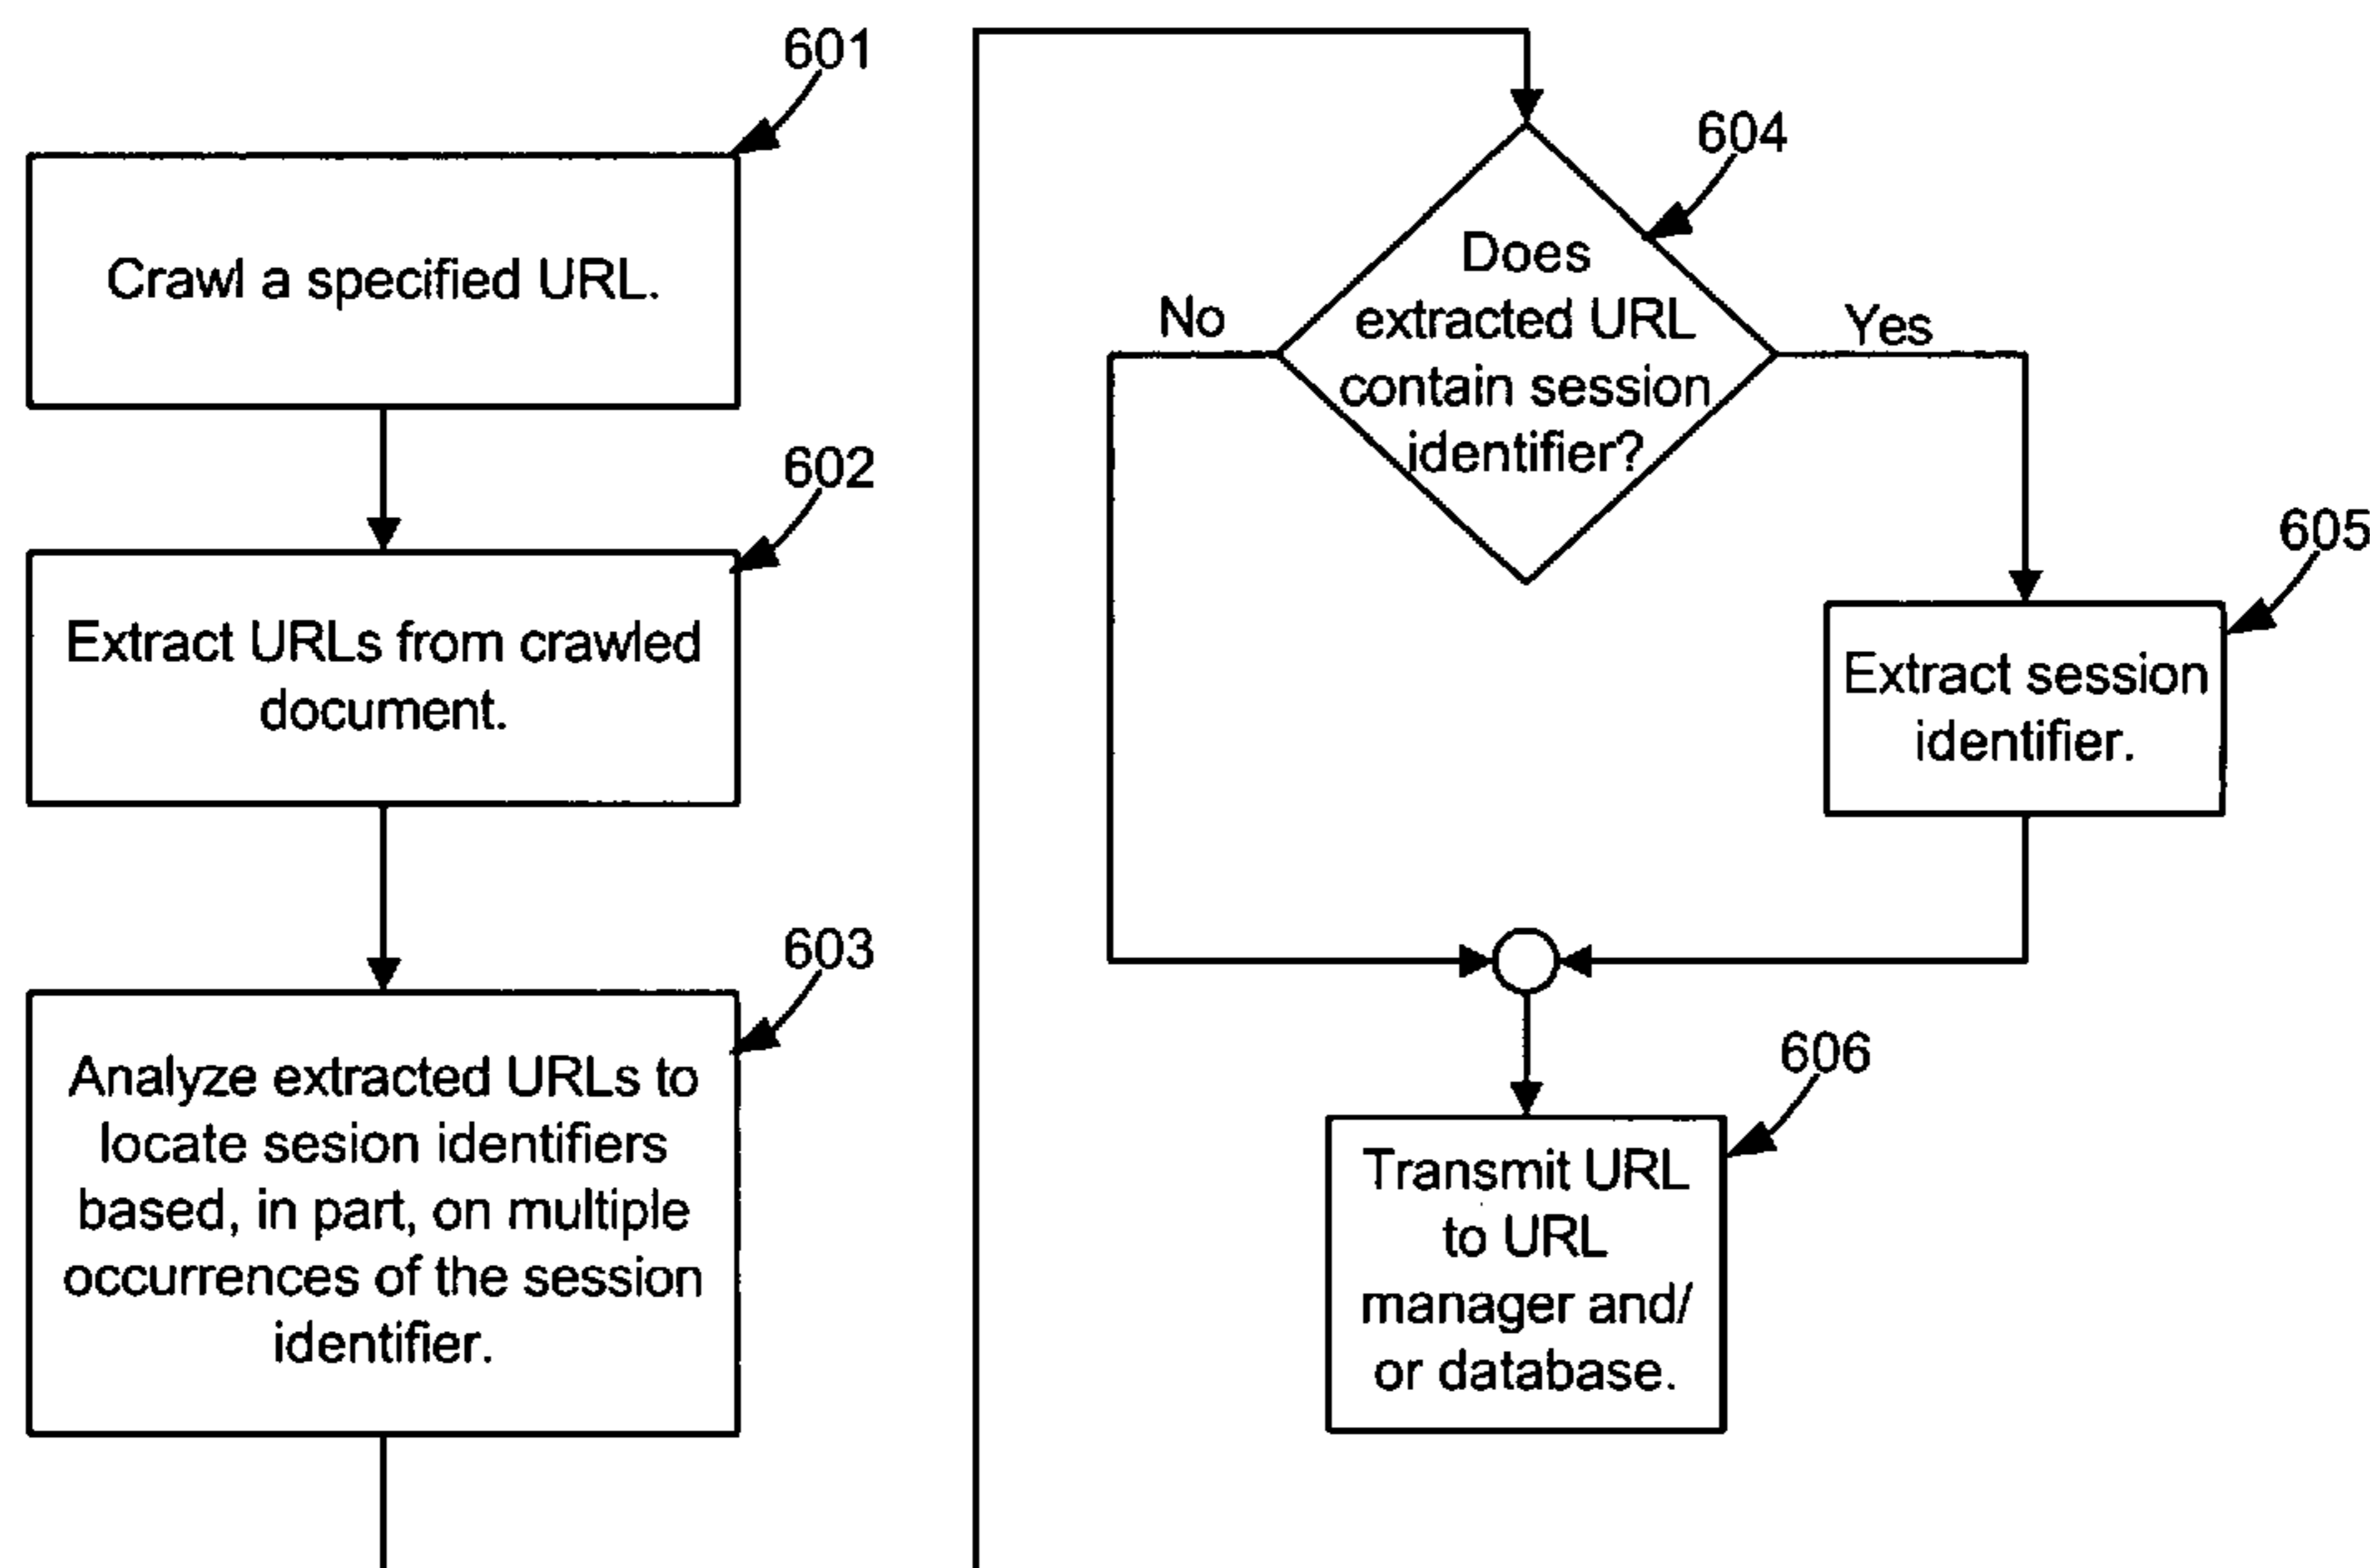 601
Crawl a specified URL.
602
Extract URLs from crawled
document.
603
Analyze extracted URLs to
locate sesion identifiers
based, in part, on multiple
occurrences of the session
identifier.
604
Does
extracted URL
contain session
identifier?
No
Yes
605
Extract session
identifier.
606
Transmit URL
to URL
manager and/
or database.